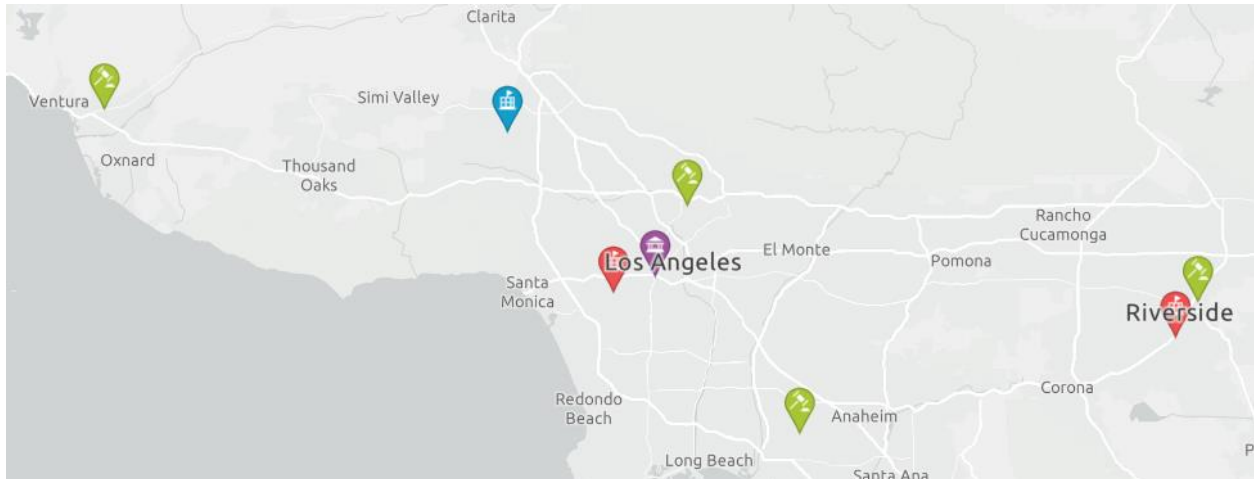 Clarita
Ventura
Simi Valley
Oxnard
Thousand
Oaks
Rancho
Cucamonga
El Monte
Los Angeles
Pomona
Santa
Monica
Riverside
Corona
Redondo
Beach
Anaheim
Long Beach
Santa Ana
P